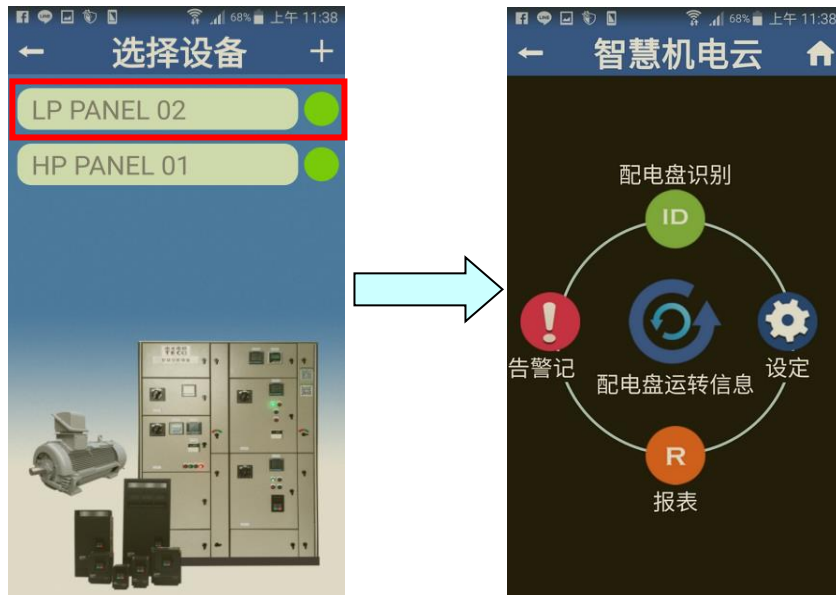 68% 上午 11:38
选择设备
LP PANEL 02
HP PANEL 01
TECO
68% 上午 11:38
智慧机电云
配电盘识别
ID
告警记
设定
配电盘运转信息
R
报表